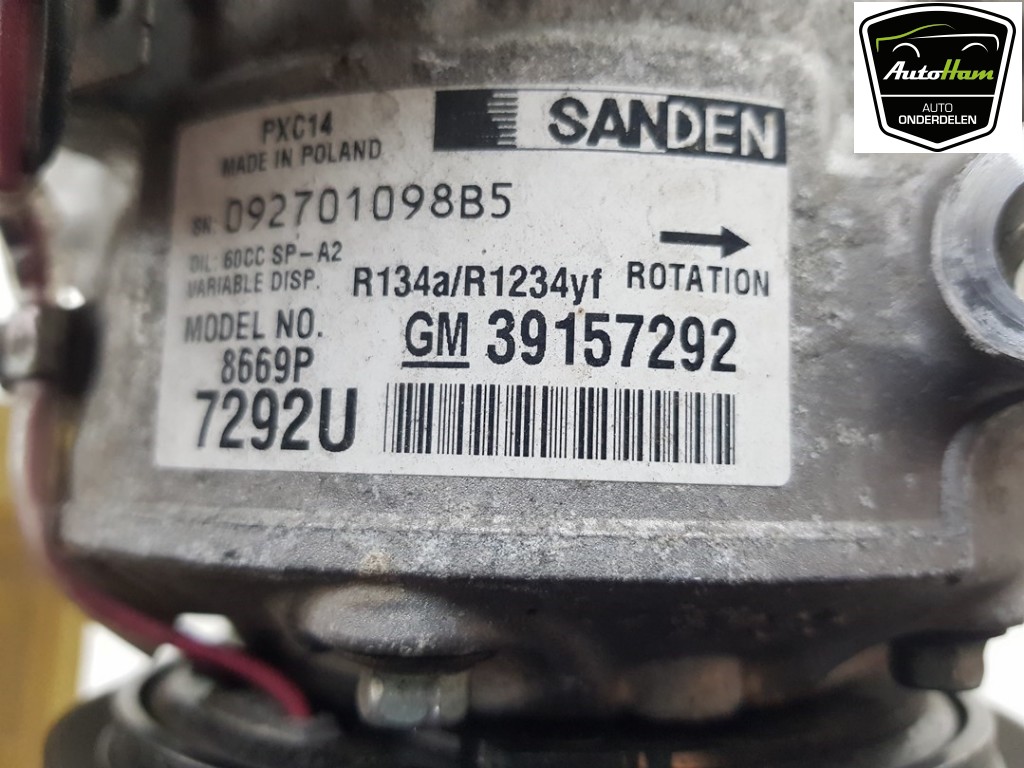 AutoHam
AUTO
ONDERDELEN
PXC14
MADE IN POLAND
SANDEN
SN: 092701098B5
OIL: 60CC SP-A2
VARIABLE DISP.
R134a/R1234yf
ROTATION
MODEL NO.
8669P
GM 39157292
7292U